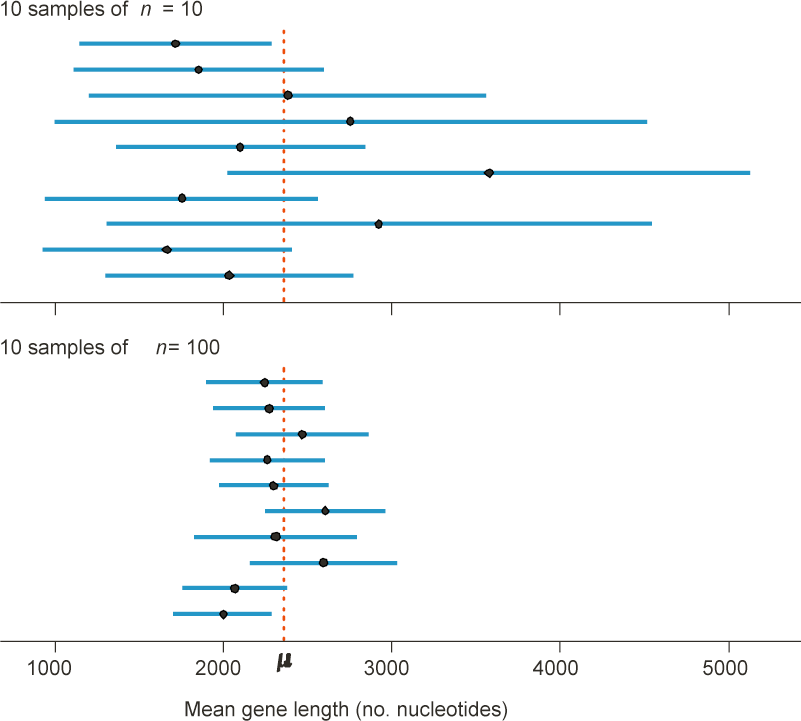 10 samples of n = 10
10 samples of n= 100
1000 2000 μ 3000 4000 5000
Mean gene length (no. nucleotides)